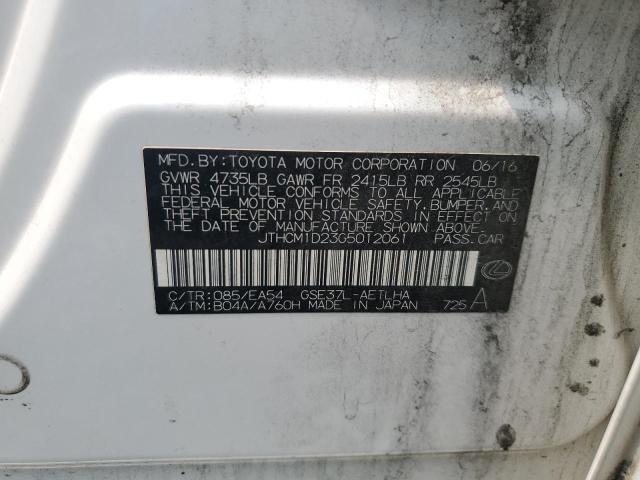 MFD. BY: TOYOTA MOTOR CORPORATION 06/16
GVWR 4735LB GAWR FR 2415LB RR 2545LB
THIS VEHICLE CONFORMS TO ALL APPLICABLE
FEDERAL MOTOR VEHICLE SAFETY, BUMPER, AND
THEFT PREVENTION STANDARDS IN EFFECT ON
THE DATE OF MANUFACTURE SHOWN ABOVE.
JTHCM1D23G5012061 PASS. CAR
C/TR: 085/EA54 GSE37L-AETLHA
A/TM: B04A/A760H MADE IN JAPAN 725 A